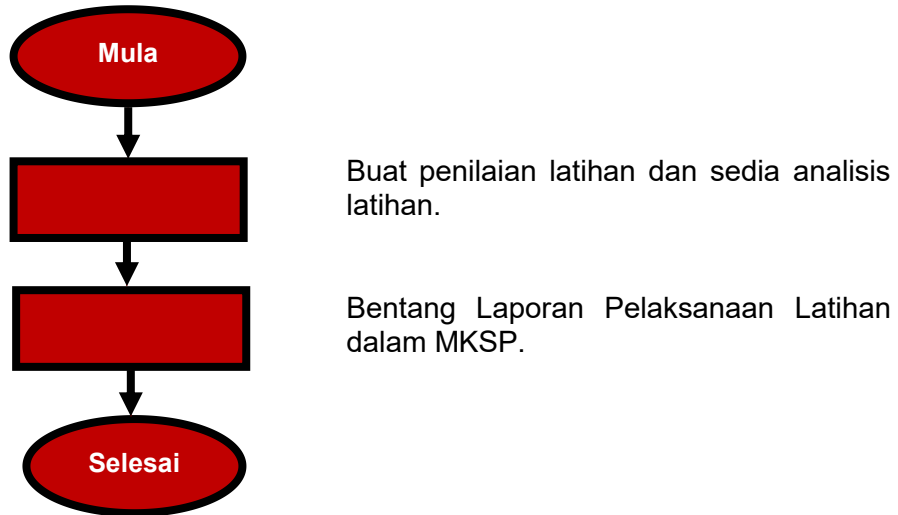 Mula
Buat penilaian latihan dan sedia analisis
latihan.
Bentang Laporan Pelaksanaan Latihan
dalam MKSP.
Selesai